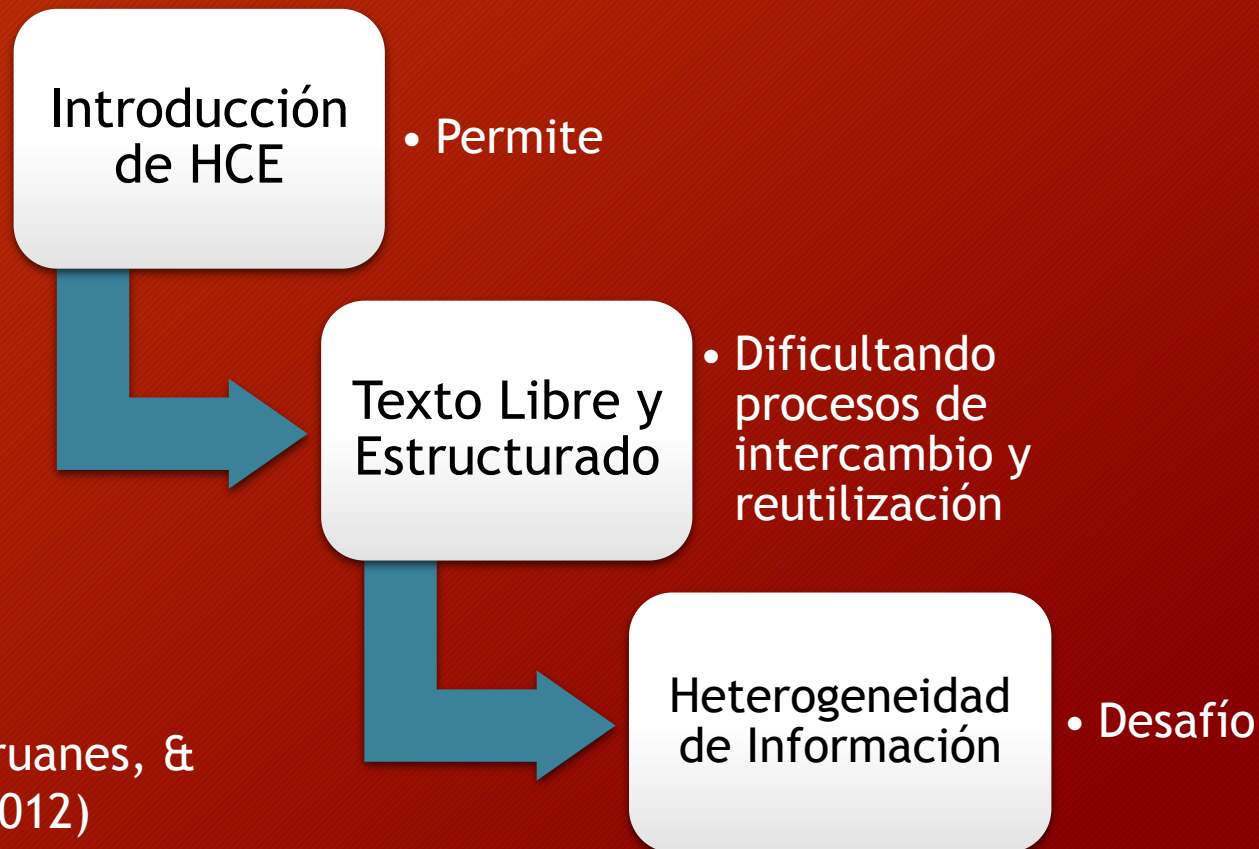 Introducción
de HCE
• Permite
Texto Libre y
Estructurado
• Dificultando
procesos de
intercambio y
reutilización
Heterogeneidad
de Información
• Desafío
ruanes, &
012)